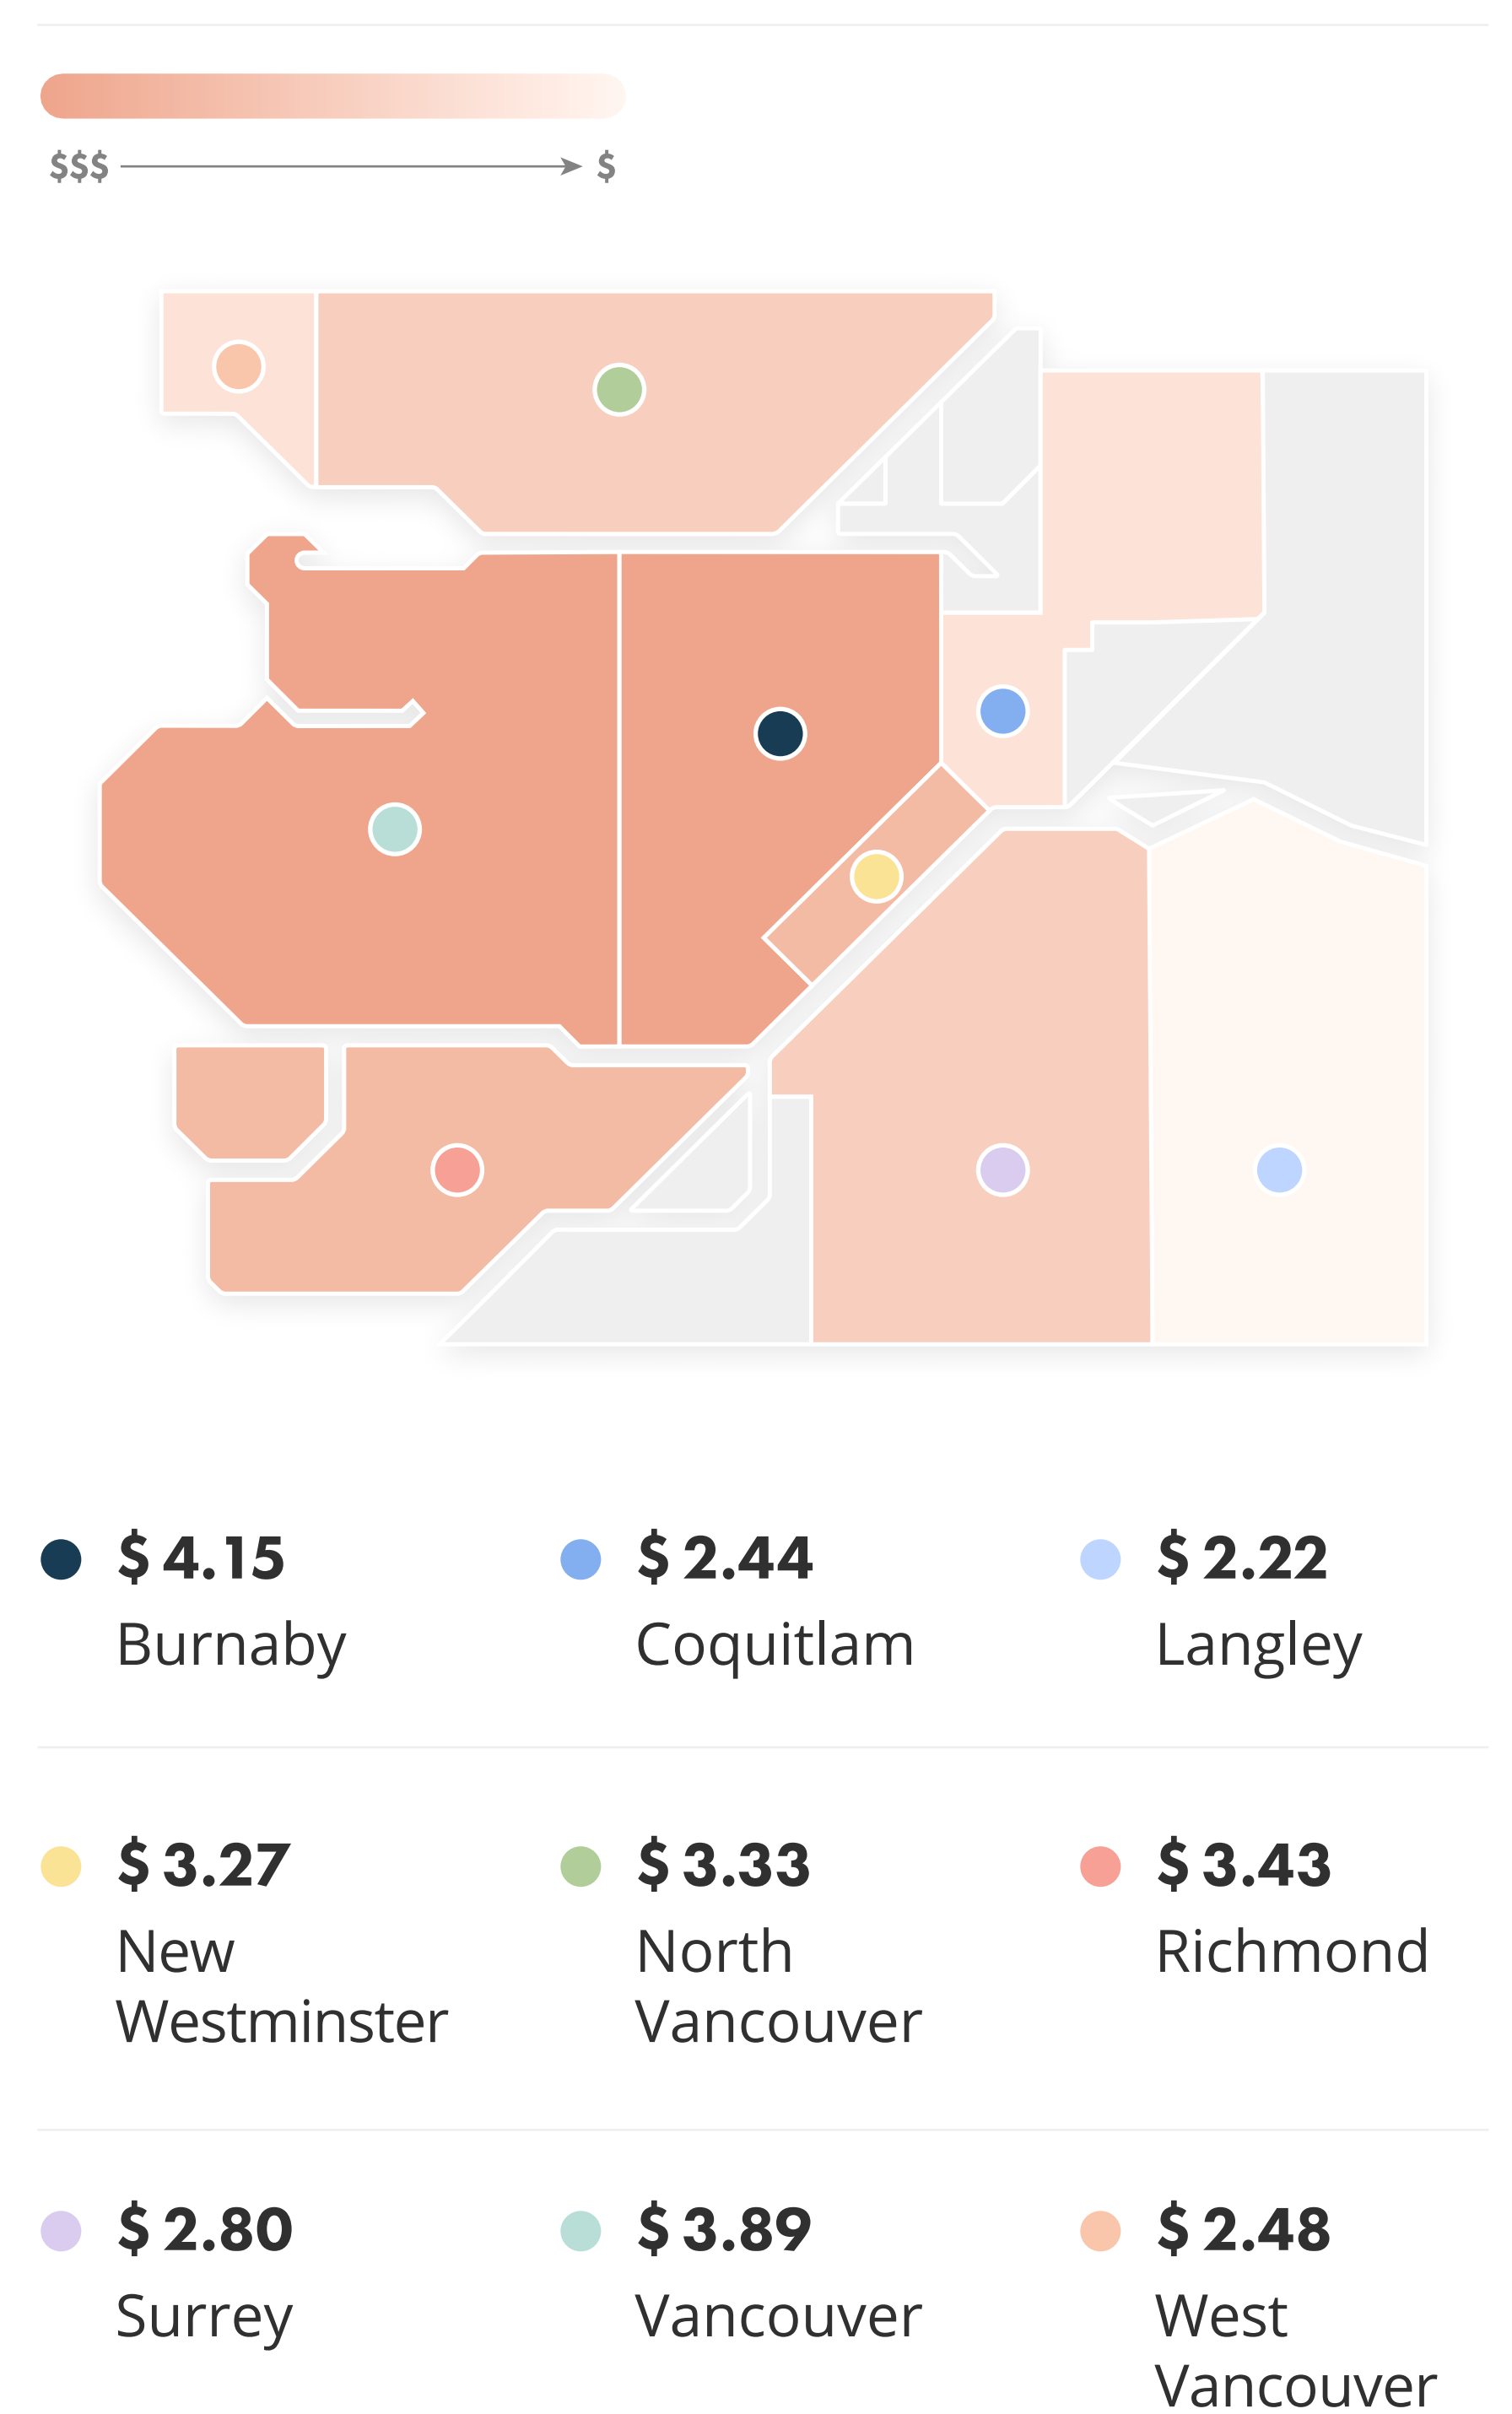 $$$ $
$ 4.15 $ 2.44 $ 2.22
Burnaby Coquitlam Langley
$ 3.27 $ 3.33 $ 3.43
New North Richmond
Westminster Vancouver
$ 2.80 $ 3.89 $ 2.48
Surrey Vancouver West
Vancouver